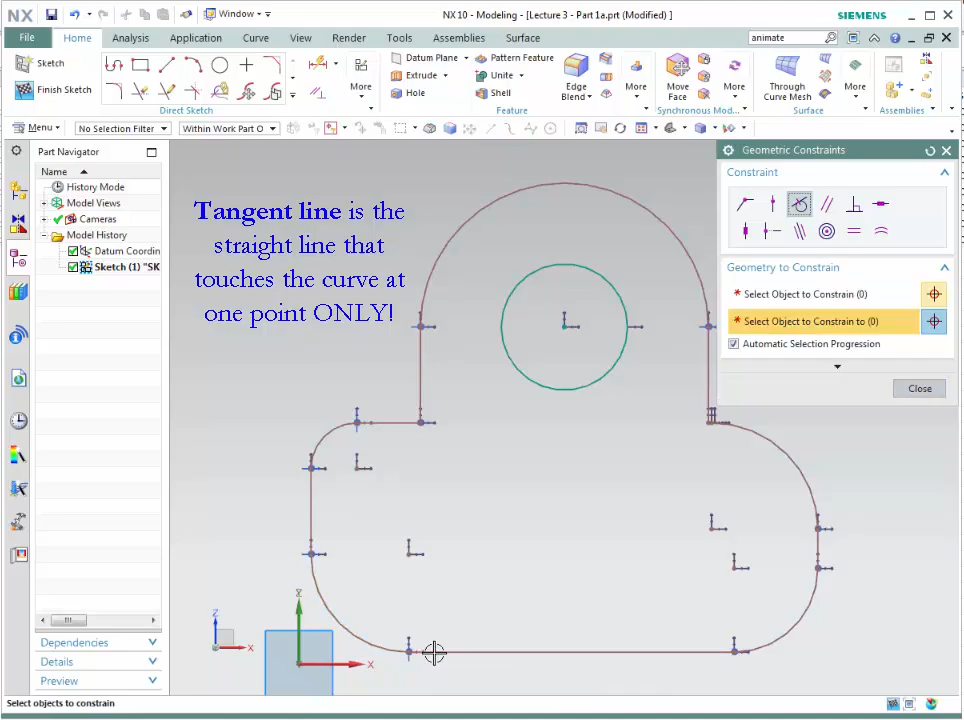 NX
Window
NX 10 - Modeling - [Lecture 3 - Part 1a.prt (Modified) ]
SIEMENS
File
Home
Analysis
Application
Curve
View
Render
Tools
Assemblies
Surface
animate
Sketch
Finish Sketch
More
Direct Sketch
Datum Plane
Extrude
Hole
Pattern Feature
Unite
Shell
Edge
Blend
More
Feature
Move
Face
More
Synchronous Mod...
Through
Curve Mesh
More
Surface
Assemblies
Menu
No Selection Filter
Within Work Part O
Part Navigator
Name
History Mode
Model Views
Cameras
Model History
Datum Coordin
Sketch (1) "SK
Dependencies
Details
Preview
Tangent line is the
straight line that
touches the curve at
one point ONLY!
Z
X
Y
X
Geometric Constraints
Constraint
Geometry to Constrain
* Select Object to Constrain (0)
* Select Object to Constrain to (0)
Automatic Selection Progression
Close
Select objects to constrain